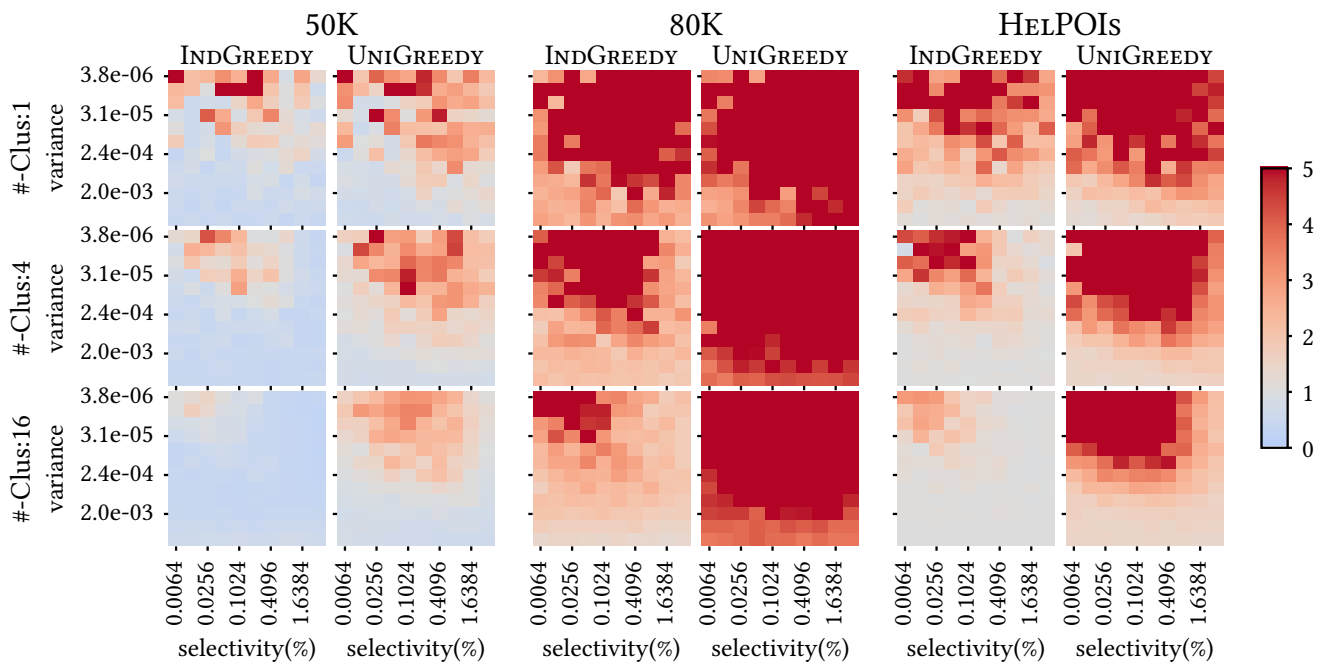 50K 80K HELPOIS
INDGREEDY UNIGREEDY INDGREEDY UNIGREEDY INDGREEDY UNIGREEDY
#-Clus:1
variance
3.8e-06
3.1e-05
2.4e-04
2.0e-03
#-Clus:4
variance
3.8e-06
3.1e-05
2.4e-04
2.0e-03
#-Clus:16
variance
3.8e-06
3.1e-05
2.4e-04
2.0e-03
5
4
3
2
1
0
0.0064 0.0256 0.1024 0.4096 1.6384 0.0064 0.0256 0.1024 0.4096 1.6384 0.0064 0.0256 0.1024 0.4096 1.6384 0.0064 0.0256 0.1024 0.4096 1.6384 0.0064 0.0256 0.1024 0.4096 1.6384 0.0064 0.0256 0.1024 0.4096 1.6384
selectivity(%) selectivity(%) selectivity(%) selectivity(%) selectivity(%) selectivity(%)